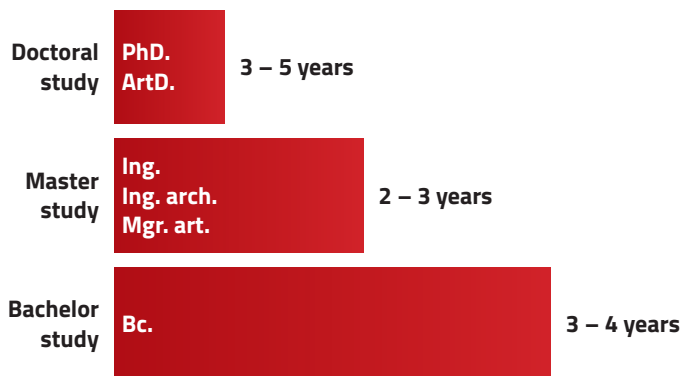 Doctoral
study
PhD.
ArtD.
3 – 5 years
Master
study
Ing.
Ing. arch.
Mgr. art.
2 – 3 years
Bachelor
study
Bc.
3 – 4 years